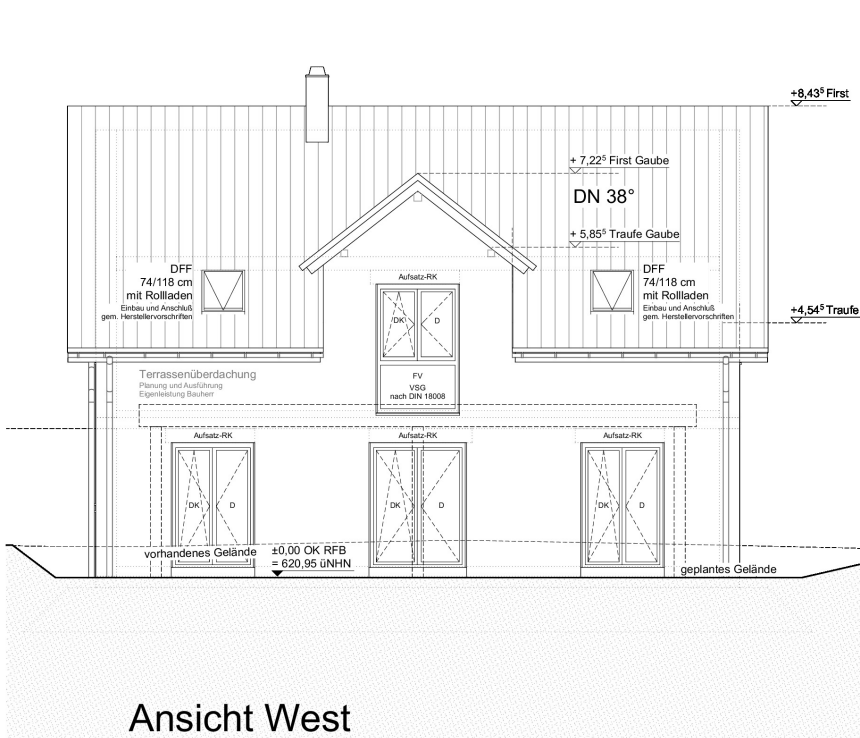 +8,43⁵ First
+ 7,22⁵ First Gaube
DN 38°
+ 5,85⁵ Traufe Gaube
DFF
74/118 cm
mit Rollladen
Einbau und Anschluß
gem. Herstellervorschriften
Aufsatz-RK
DFF
74/118 cm
mit Rollladen
Einbau und Anschluß
gem. Herstellervorschriften
+4,54⁵ Traufe
DK
D
FV
VSG
nach DIN 18008
Terrassenüberdachung
Planung und Ausführung
Eigenleistung Bauherr
Aufsatz-RK
Aufsatz-RK
Aufsatz-RK
DK
D
DK
D
DK
D
vorhandenes Gelände
±0,00 OK RFB
= 620,95 üNHN
geplantes Gelände
Ansicht West